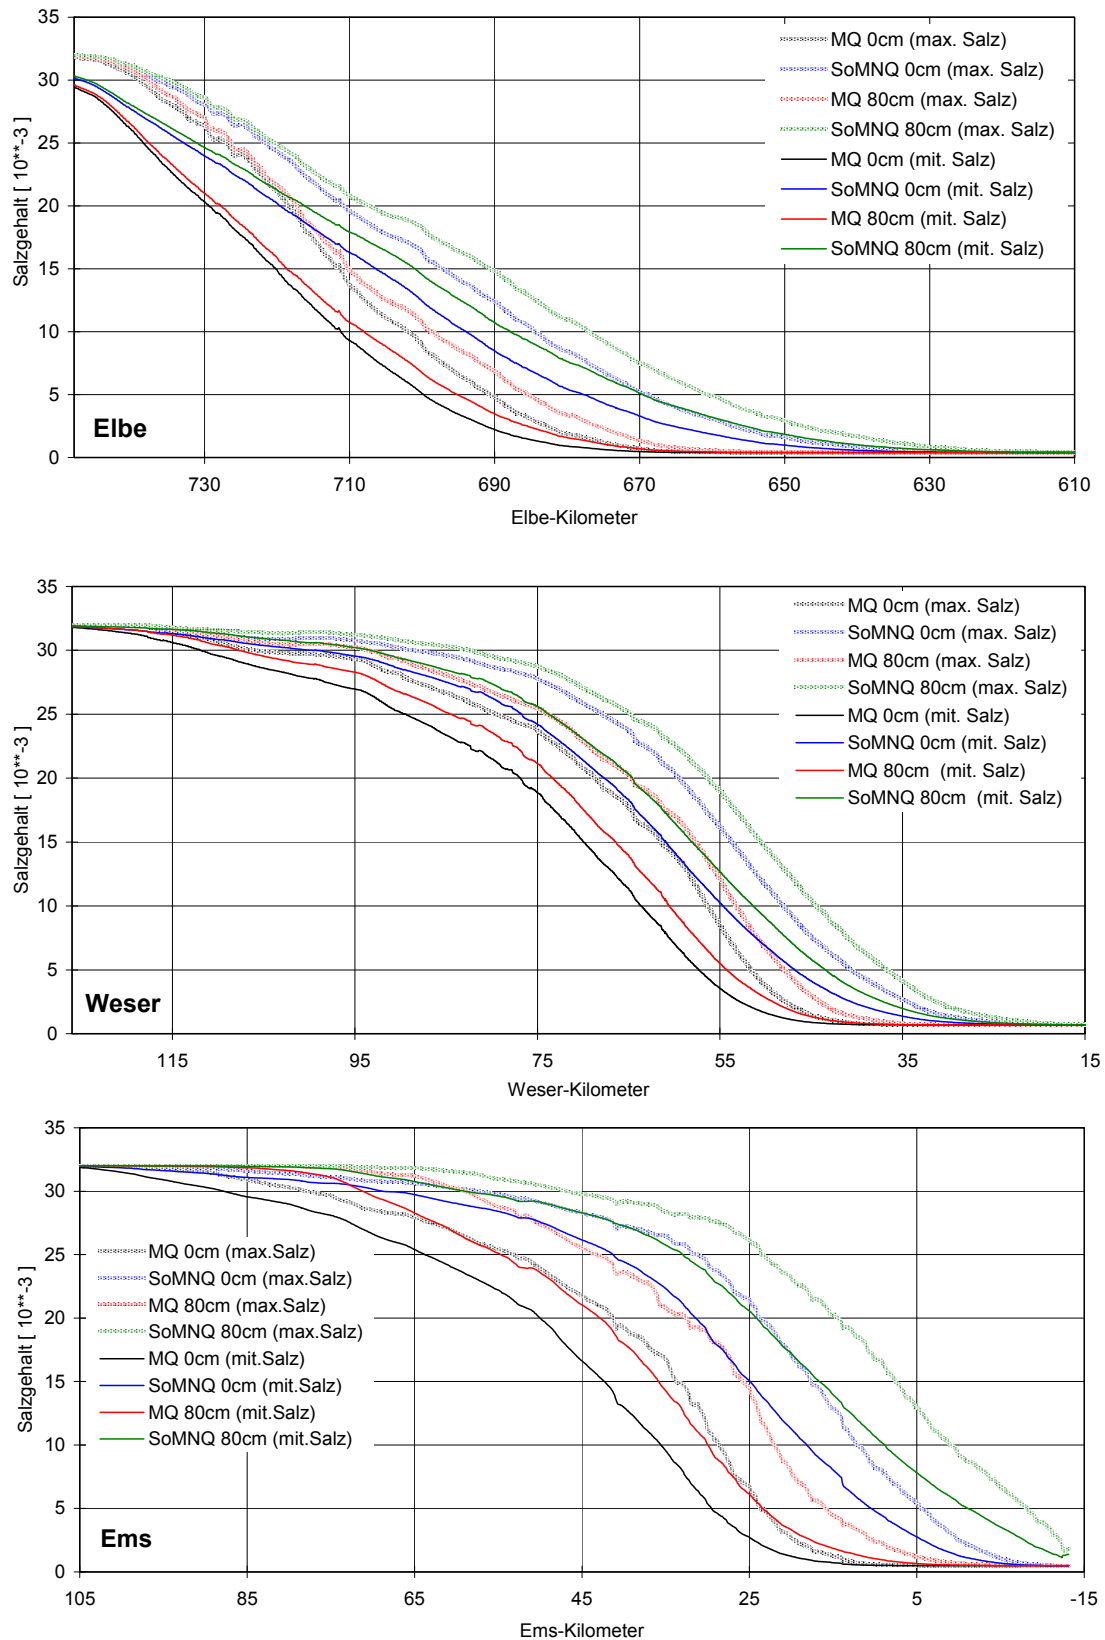 35
30
25
20
15
10
5
0
Salzgehalt [ 10**-3 ]
MQ 0cm (max. Salz)
SoMNQ 0cm (max. Salz)
MQ 80cm (max. Salz)
SoMNQ 80cm (max. Salz)
MQ 0cm (mit. Salz)
SoMNQ 0cm (mit. Salz)
MQ 80cm (mit. Salz)
SoMNQ 80cm (mit. Salz)
Elbe
730 710 690 670 650 630 610
Elbe-Kilometer
35
30
25
20
15
10
5
0
Salzgehalt [ 10**-3 ]
MQ 0cm (max. Salz)
SoMNQ 0cm (max. Salz)
MQ 80cm (max. Salz)
SoMNQ 80cm (max. Salz)
MQ 0cm (mit. Salz)
SoMNQ 0cm (mit. Salz)
MQ 80cm  (mit. Salz)
SoMNQ 80cm  (mit. Salz)
Weser
115 95 75 55 35 15
Weser-Kilometer
35
30
25
20
15
10
5
0
Salzgehalt [ 10**-3 ]
MQ 0cm (max.Salz)
SoMNQ 0cm (max.Salz)
MQ 80cm (max.Salz)
SoMNQ 80cm (max.Salz)
MQ 0cm (mit.Salz)
SoMNQ 0cm (mit.Salz)
MQ 80cm (mit.Salz)
SoMNQ 80cm (mit.Salz)
Ems
105 85 65 45 25 5 -15
Ems-Kilometer